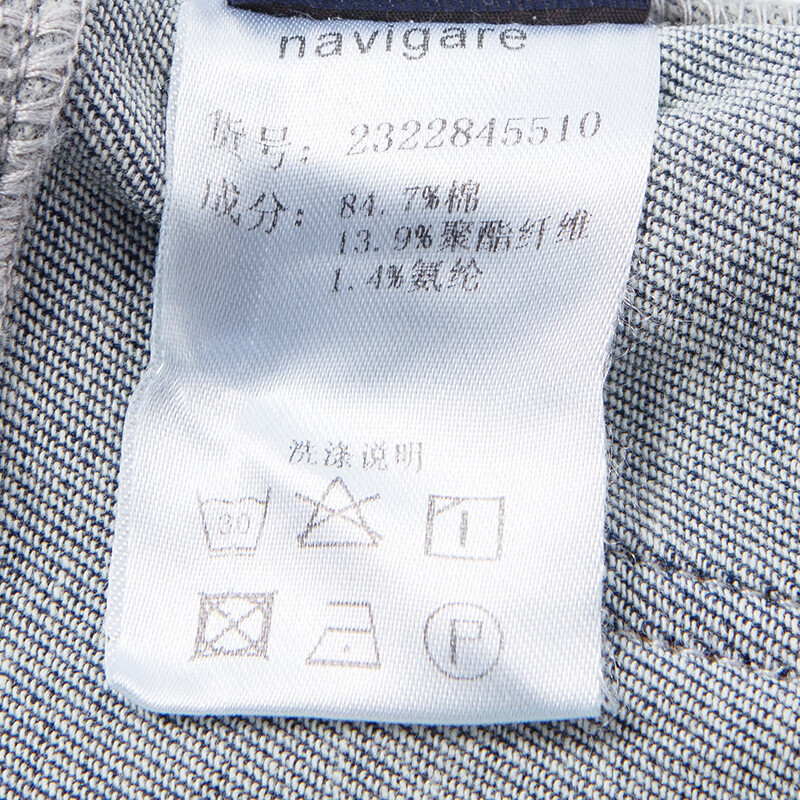 navigare
货号: 2322845510
成分: 84.7%棉
13.9%聚酯纤维
1.4%氨纶
洗涤说明
30
P